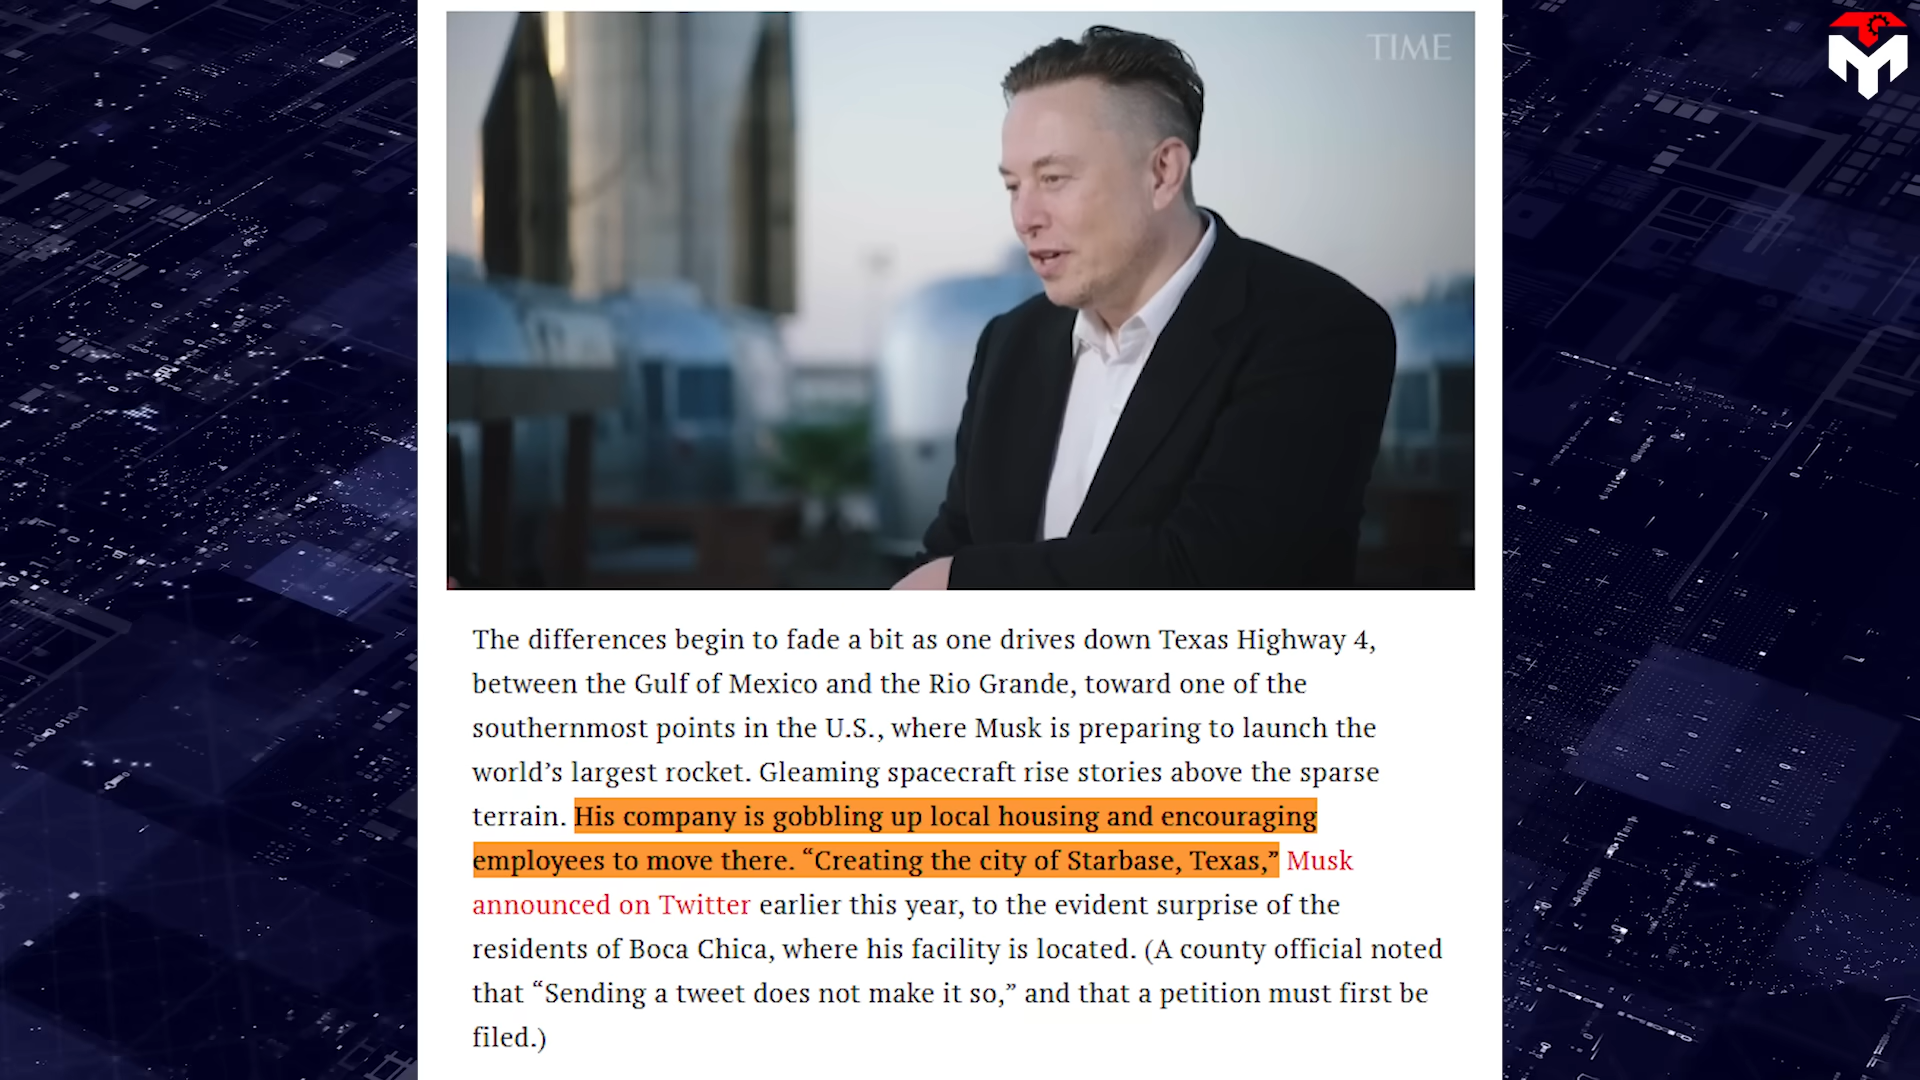 TIME
The differences begin to fade a bit as one drives down Texas Highway 4,
between the Gulf of Mexico and the Rio Grande, toward one of the
southernmost points in the U.S., where Musk is preparing to launch the
world’s largest rocket. Gleaming spacecraft rise stories above the sparse
terrain. His company is gobbling up local housing and encouraging
employees to move there. “Creating the city of Starbase, Texas,” Musk
announced on Twitter earlier this year, to the evident surprise of the
residents of Boca Chica, where his facility is located. (A county official noted
that “Sending a tweet does not make it so,” and that a petition must first be
filed.)